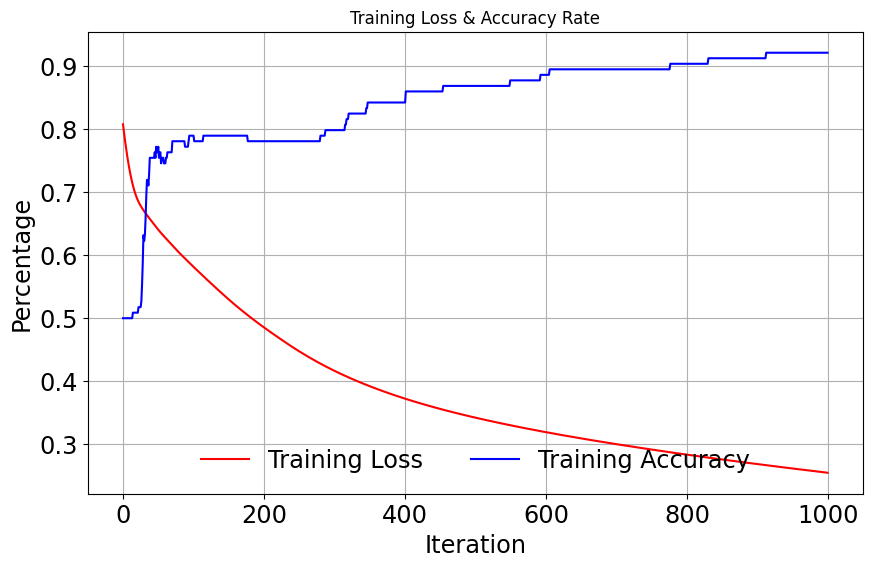 Training Loss & Accuracy Rate
Percentage
0.9
0.8
0.7
0.6
0.5
0.4
0.3
Training Loss Training Accuracy
0 200 400 600 800 1000
Iteration